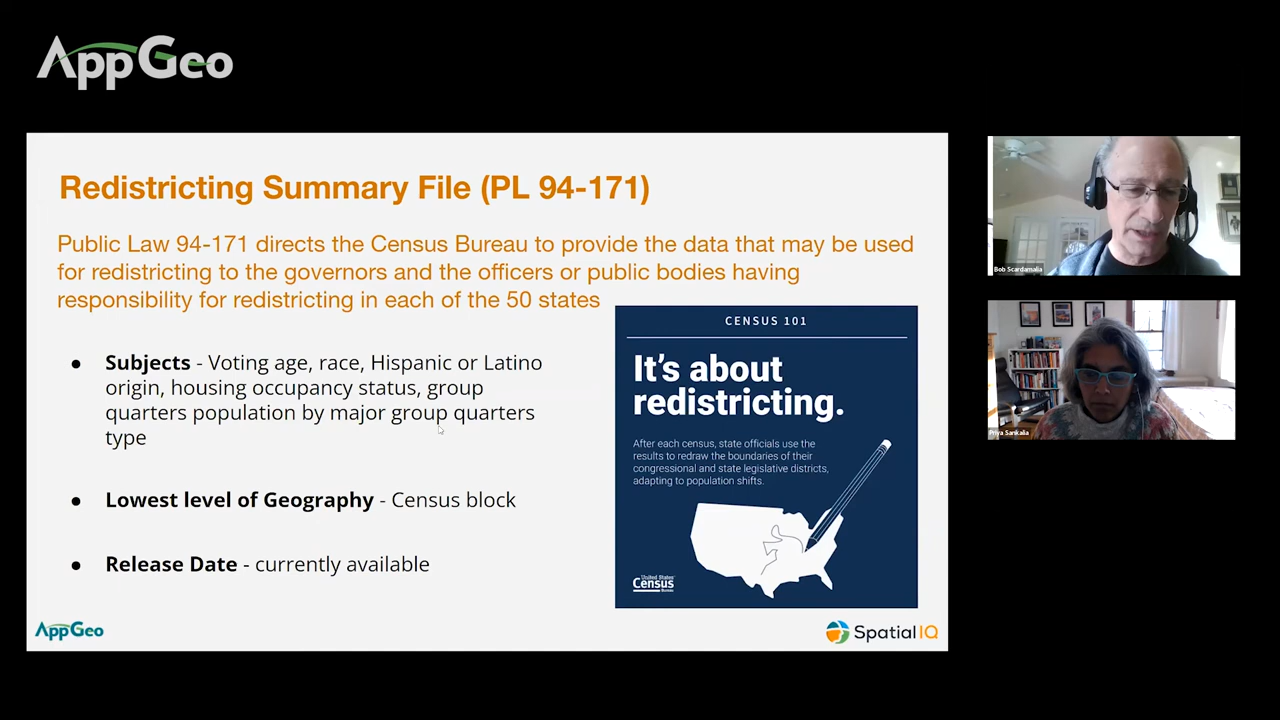 AppGeo
Redistricting Summary File (PL 94-171)
Public Law 94-171 directs the Census Bureau to provide the data that may be used
for redistricting to the governors and the officers or public bodies having
responsibility for redistricting in each of the 50 states
● Subjects - Voting age, race, Hispanic or Latino
origin, housing occupancy status, group
quarters population by major group quarters
type
● Lowest level of Geography - Census block
● Release Date - currently available
CENSUS 101
It's about
redistricting.
After each census, state officials use the
results to redraw the boundaries of their
congressional and state legislative districts,
adapting to population shifts.
United States®
Census
Bureau
AppGeo
Spatial IQ
Bob Scardamalia
Priya Sankalia